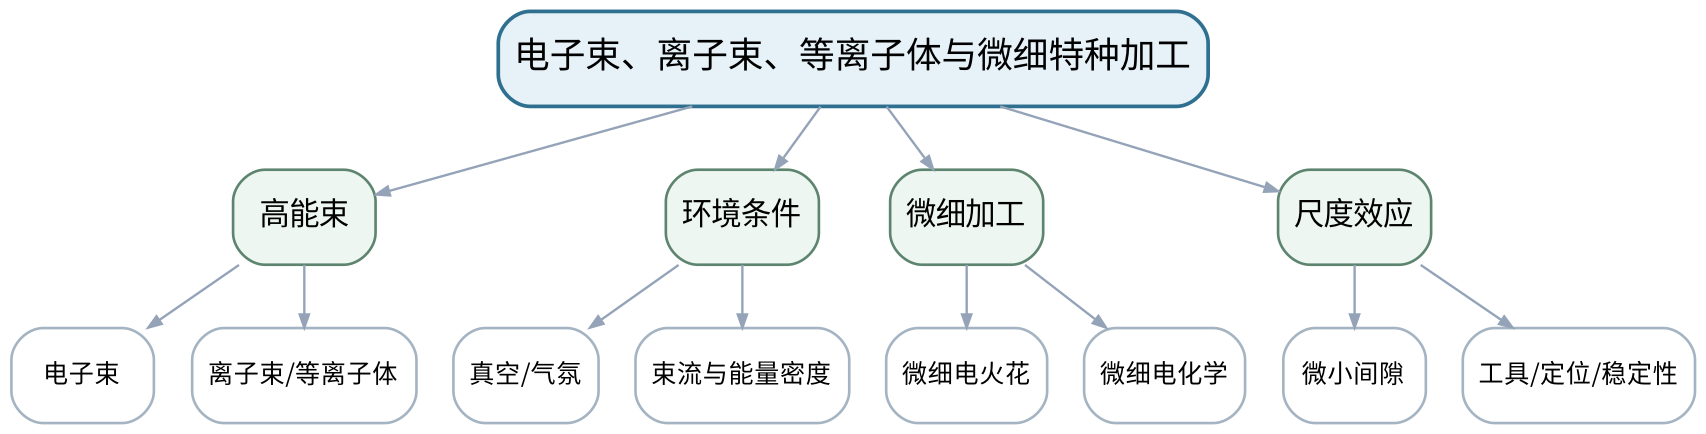 电子束、离子束、等离子体与微细特种加工
高能束
环境条件
微细加工
尺度效应
电子束
离子束/等离子体
真空/气氛
束流与能量密度
微细电火花
微细电化学
微小间隙
工具/定位/稳定性